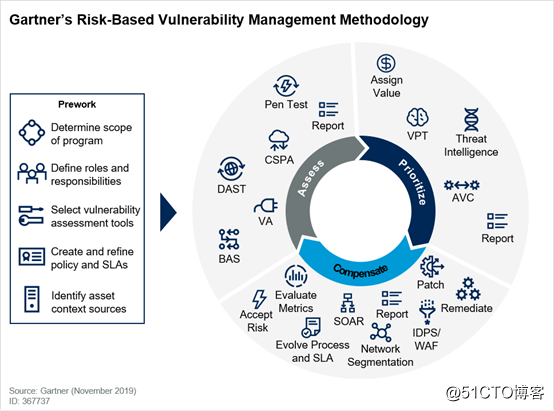 Gartner's Risk-Based Vulnerability Management Methodology
Prework
Determine scope
of program
Define roles and
responsibilities
Select vulnerability
assessment tools
Create and refine
policy and SLAs
Identify asset
context sources
Assess
Pen Test
Report
CSPA
DAST
VA
BAS
Prioritize
Assign
Value
VPT
Threat
Intelligence
AVC
Report
Compensate
Patch
Remediate
IDPS/
WAF
Report
Network
Segmentation
SOAR
Evaluate
Metrics
Evolve Process
and SLA
Accept
Risk
Source: Gartner (November 2019)
ID: 367737
@51CTO博客